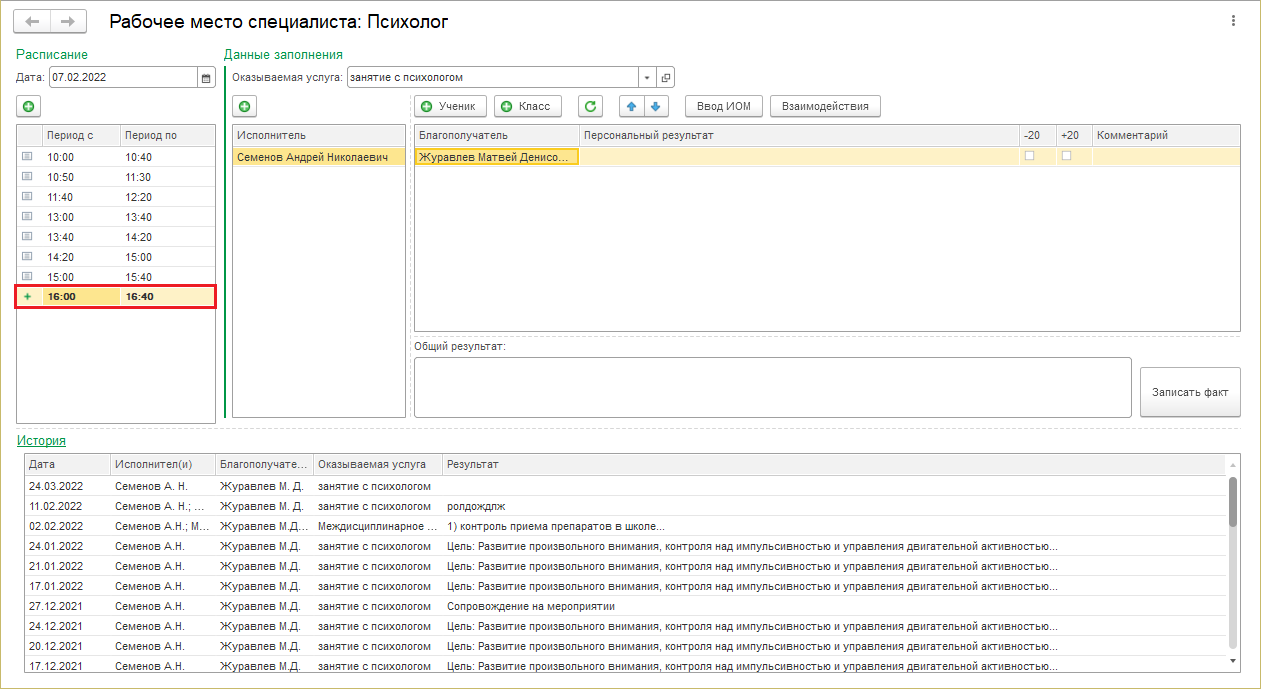 Рабочее место специалиста: Психолог
Расписание
Данные заполнения
Дата: 07.02.2022
Оказываемая услуга: занятие с психологом
Ученик Класс Ввод ИОМ Взаимодействия
Период с Период по
Исполнитель
Благополучатель Персональный результат -20 +20 Комментарий
10:00 10:40
Семенов Андрей Николаевич
Журавлев Матвей Денисо...
10:50 11:30
11:40 12:20
13:00 13:40
13:40 14:20
14:20 15:00
15:00 15:40
16:00 16:40
Общий результат:
Записать факт
История
Дата Исполнител(и) Благополучате... Оказываемая услуга Результат
24.03.2022 Семенов А. Н. Журавлев М. Д. занятие с психологом
11.02.2022 Семенов А. Н.; ... Журавлев М. Д. занятие с психологом ролдождпж
02.02.2022 Семенов А.Н.; М... Журавлев М.Д... Междисциплинарное ... 1) контроль приема препаратов в школе...
24.01.2022 Семенов А.Н. Журавлев М.Д. занятие с психологом Цель: Развитие произвольного внимания, контроля над импульсивностью и управления двигательной активностью...
21.01.2022 Семенов А.Н. Журавлев М.Д. занятие с психологом Цель: Развитие произвольного внимания, контроля над импульсивностью и управления двигательной активностью...
17.01.2022 Семенов А.Н. Журавлев М.Д. занятие с психологом Цель: Развитие произвольного внимания, контроля над импульсивностью и управления двигательной активностью...
27.12.2021 Семенов А.Н. Журавлев М.Д. занятие с психологом Сопровождение на мероприятии
24.12.2021 Семенов А.Н. Журавлев М.Д. занятие с психологом Цель: Развитие произвольного внимания, контроля над импульсивностью и управления двигательной активностью...
20.12.2021 Семенов А.Н. Журавлев М.Д. занятие с психологом Цель: Развитие произвольного внимания, контроля над импульсивностью и управления двигательной активностью...
17.12.2021 Семенов А.Н. Журавлев М.Д. занятие с психологом Цель: Развитие произвольного внимания, контроля над импульсивностью и управления двигательной активностью...